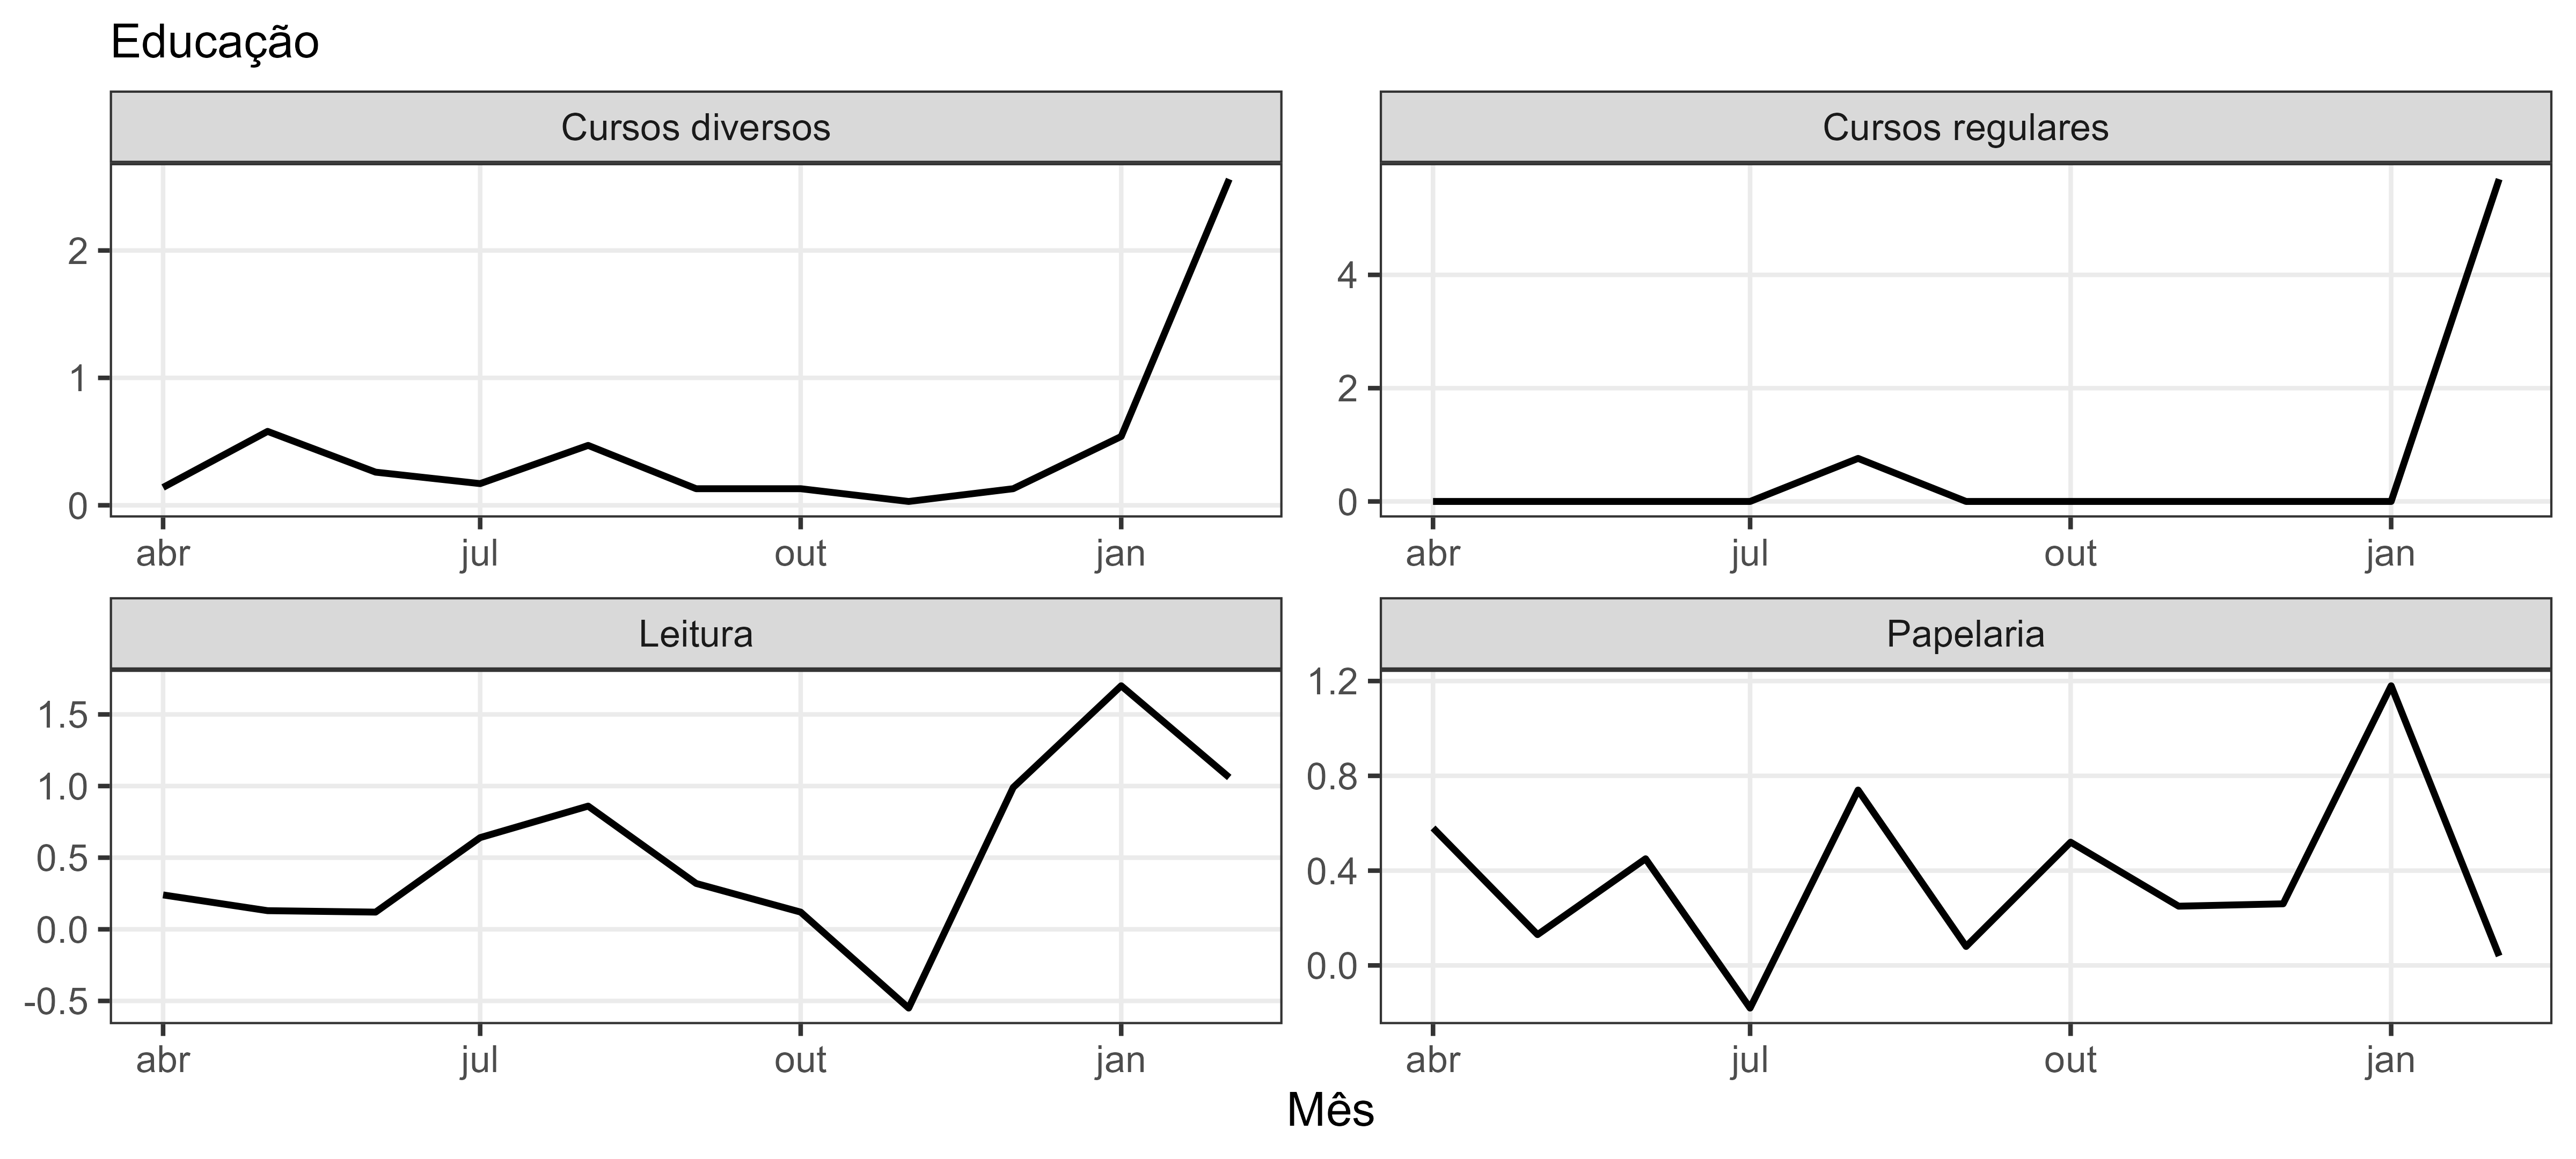 Educação
Cursos diversos
2
1
0
abr jul out jan
Cursos regulares
4
2
0
abr jul out jan
Leitura
1.5
1.0
0.5
0.0
-0.5
abr jul out jan
Papelaria
1.2
0.8
0.4
0.0
abr jul out jan
Mês